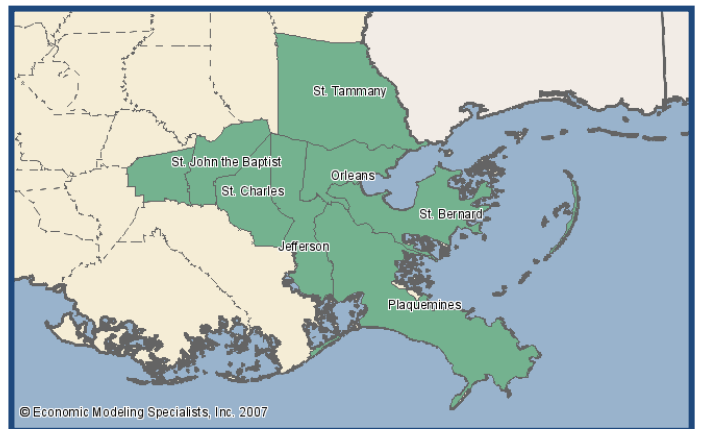 St. Tammany
St. John the Baptist
Orleans
St. Charles
St. Bernard
Jefferson
Plaquemines
© Economic Modeling Specialists, Inc. 2007